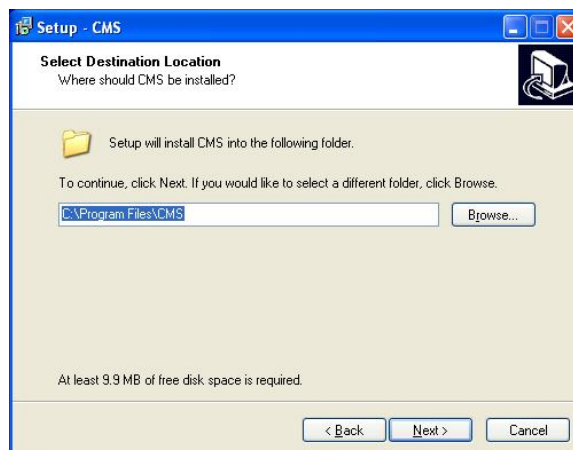 Setup - CMS
Select Destination Location
Where should CMS be installed?
Setup will install CMS into the following folder.
To continue, click Next. If you would like to select a different folder, click Browse.
C:\Program Files\CMS
Browse...
At least 9.9 MB of free disk space is required.
< Back
Next >
Cancel